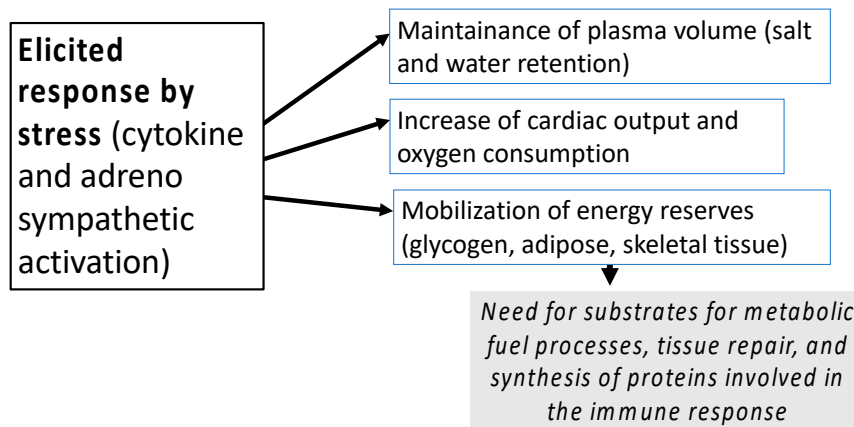 Elicited
response by
stress (cytokine
and adreno
sympathetic
activation)
Maintainance of plasma volume (salt
and water retention)
Increase of cardiac output and
oxygen consumption
Mobilization of energy reserves
(glycogen, adipose, skeletal tissue)
Need for substrates for metabolic
fuel processes, tissue repair, and
synthesis of proteins involved in
the immune response